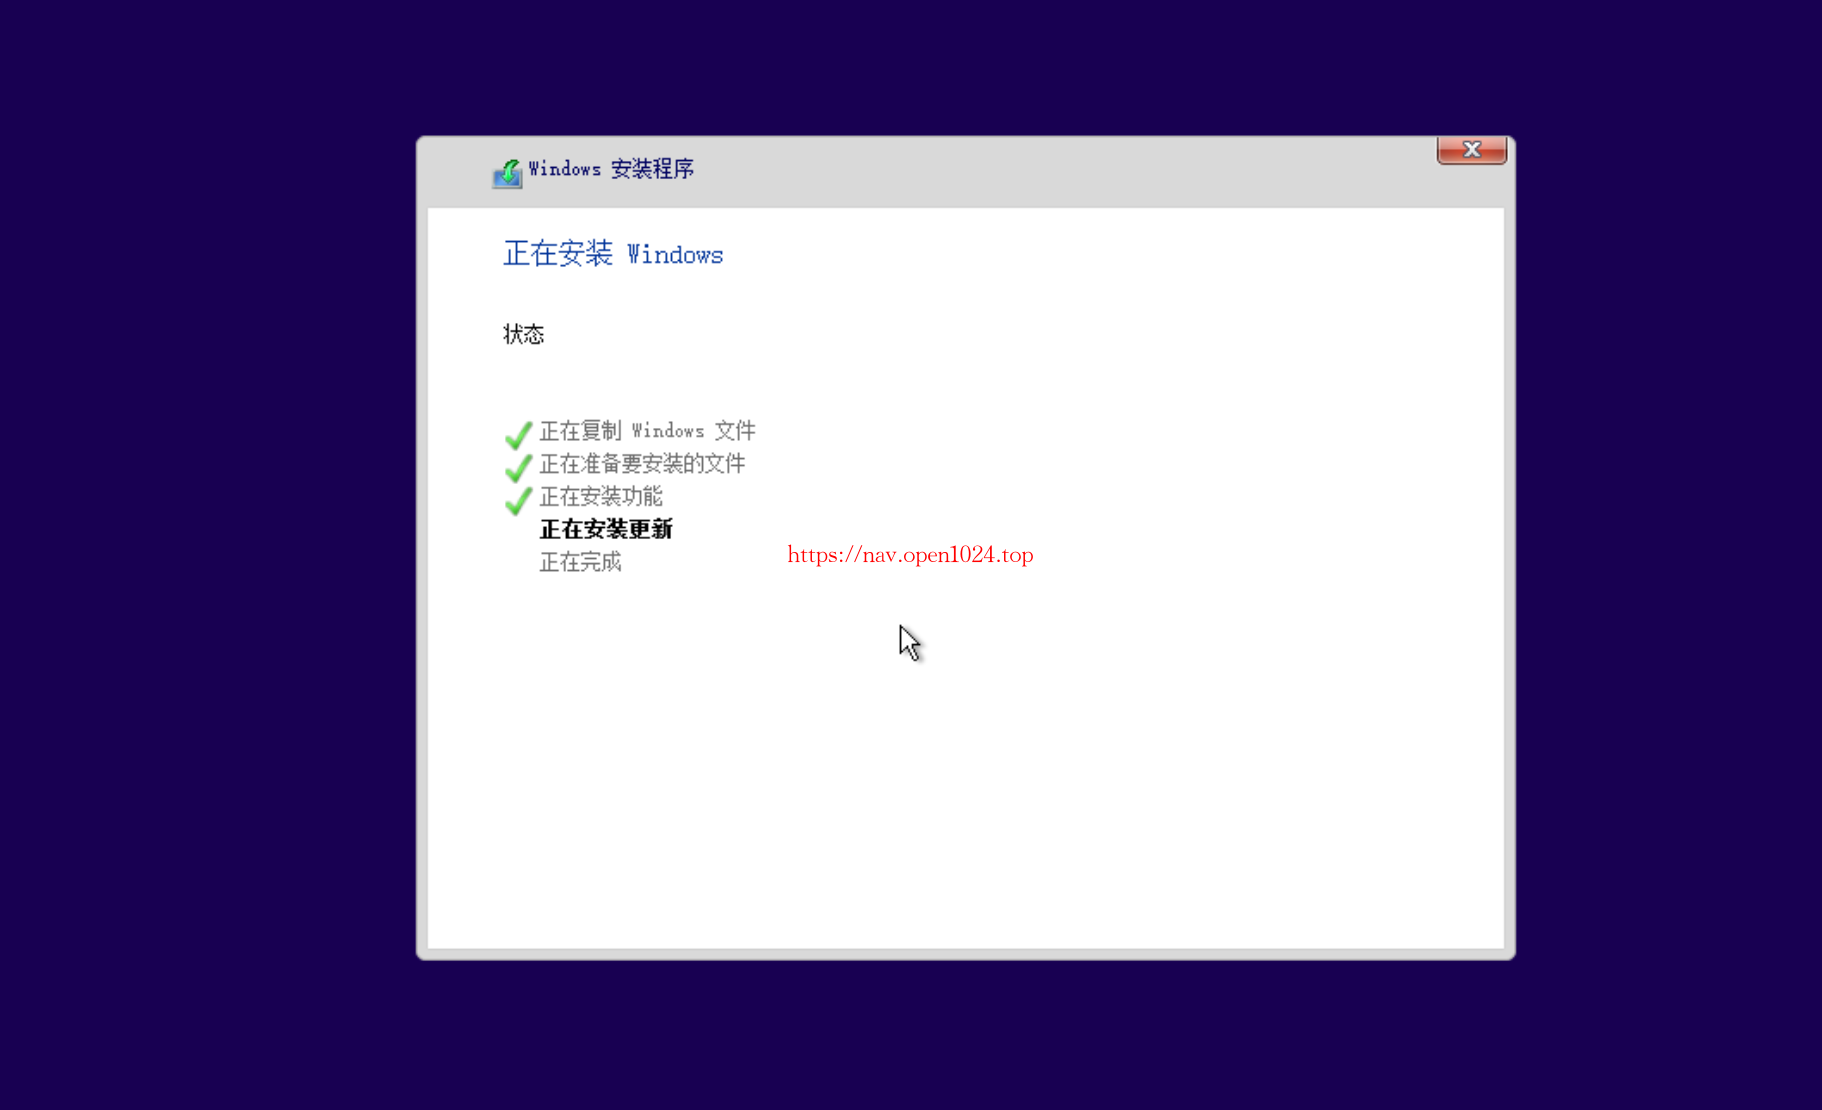 Windows 安装程序
正在安装 Windows
状态
正在复制 Windows 文件
正在准备要安装的文件
正在安装功能
正在安装更新
https://nav.open1024.top
正在完成